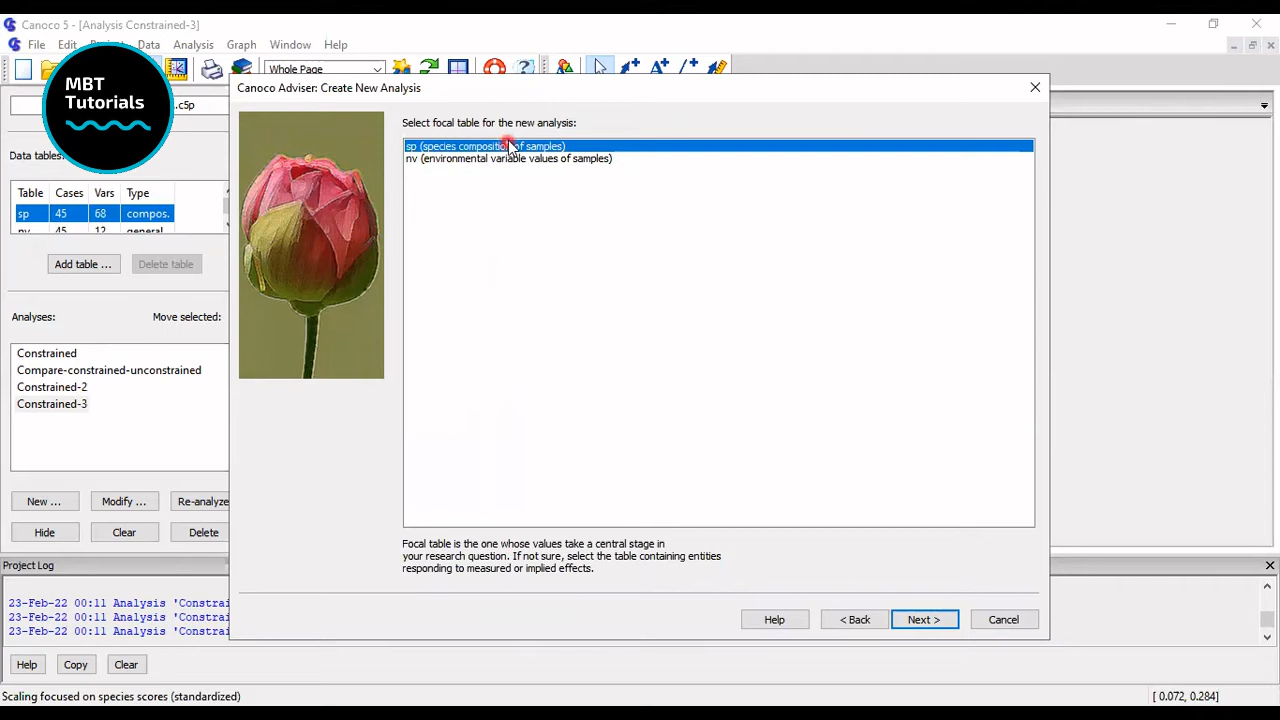 Canoco 5 - [Analysis Constrained-3]
File Edit Data Analysis Graph Window Help
Whole Page
MBT
Tutorials
.c5p
Data tables:
Table Cases Vars Type
sp 45 68 compos.
nv 45 12 general
Add table ... Delete table
Analyses: Move selected:
Constrained
Compare-constrained-unconstrained
Constrained-2
Constrained-3
New ... Modify ... Re-analyze
Hide Clear Delete
Canoco Adviser: Create New Analysis
Select focal table for the new analysis:
sp (species composition of samples)
nv (environmental variable values of samples)
Focal table is the one whose values take a central stage in
your research question. If not sure, select the table containing entities
responding to measured or implied effects.
Help < Back Next > Cancel
Project Log
23-Feb-22 00:11 Analysis 'Constrai
23-Feb-22 00:11 Analysis 'Constrai
23-Feb-22 00:11 Analysis 'Constrai
Help Copy Clear
Scaling focused on species scores (standardized) [ 0.072, 0.284]